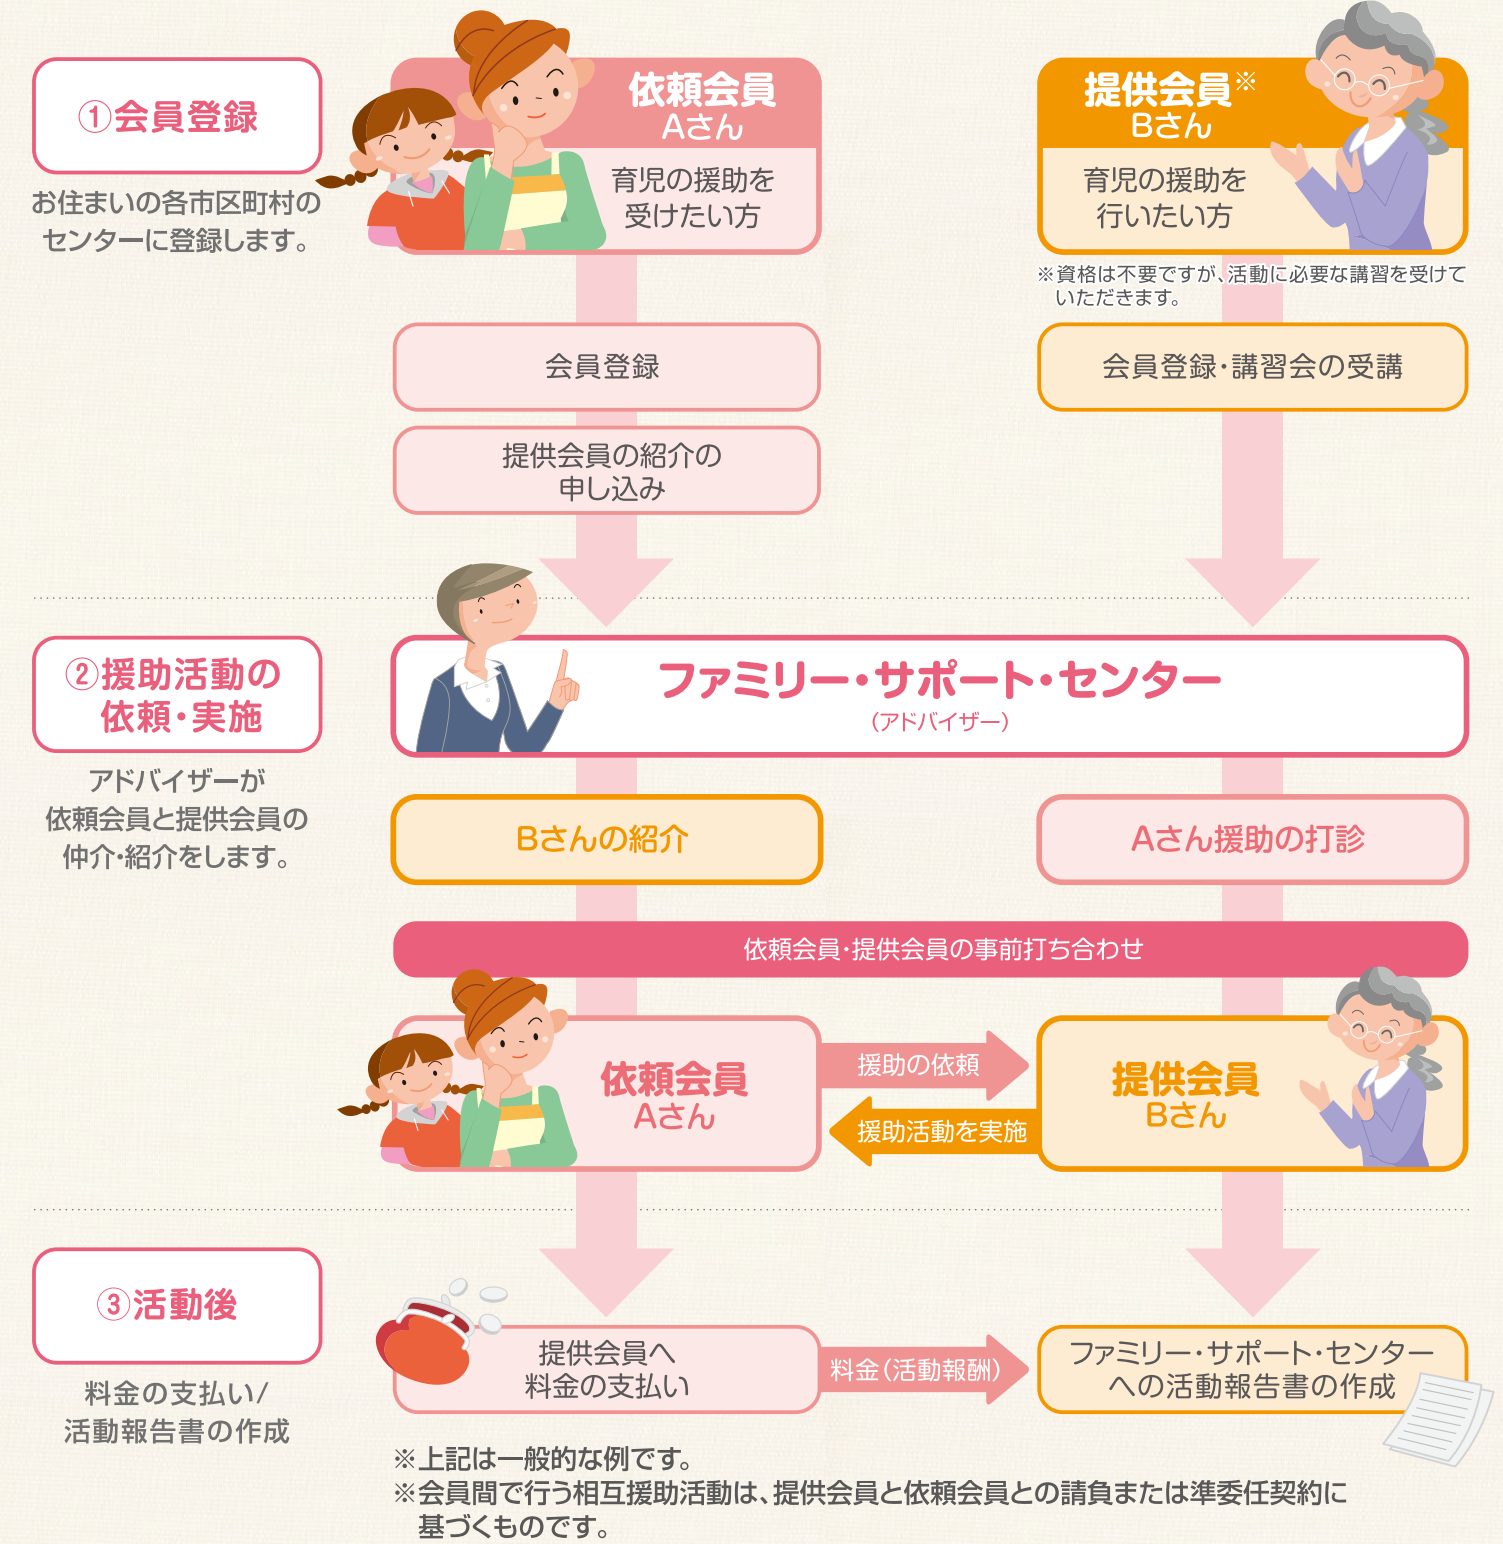 ①会員登録
お住まいの各市区町村の
センターに登録します。
依頼会員
Aさん
育児の援助を
受けたい方
提供会員※
Bさん
育児の援助を
行いたい方
※資格は不要ですが、活動に必要な講習を受けて
いただきます。
会員登録
会員登録・講習会の受講
提供会員の紹介の
申し込み
②援助活動の
依頼・実施
アドバイザーが
依頼会員と提供会員の
仲介・紹介をします。
ファミリー・サポート・センター
（アドバイザー）
Bさんの紹介
Aさん援助の打診
依頼会員・提供会員の事前打ち合わせ
依頼会員
Aさん
援助の依頼
援助活動を実施
提供会員
Bさん
③活動後
料金の支払い/
活動報告書の作成
提供会員へ
料金の支払い
料金（活動報酬）
ファミリー・サポート・センター
への活動報告書の作成
※上記は一般的な例です。
※会員間で行う相互援助活動は、提供会員と依頼会員との請負または準委任契約に
基づくものです。